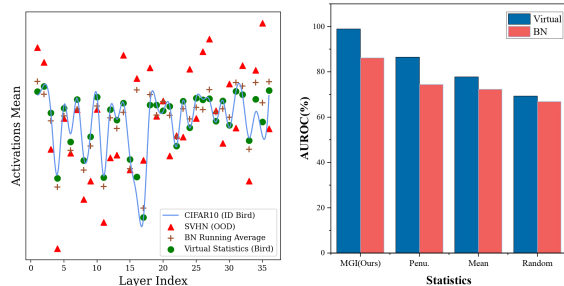 Activations Mean
CIFAR10 (ID Bird)
SVHN (OOD)
BN Running Average
Virtual Statistics (Bird)
0 5 10 15 20 25 30 35
Layer Index
AUROC(%)
100
80
60
40
20
0
Virtual
BN
MGI(Ours) Penu. Mean Random
Statistics